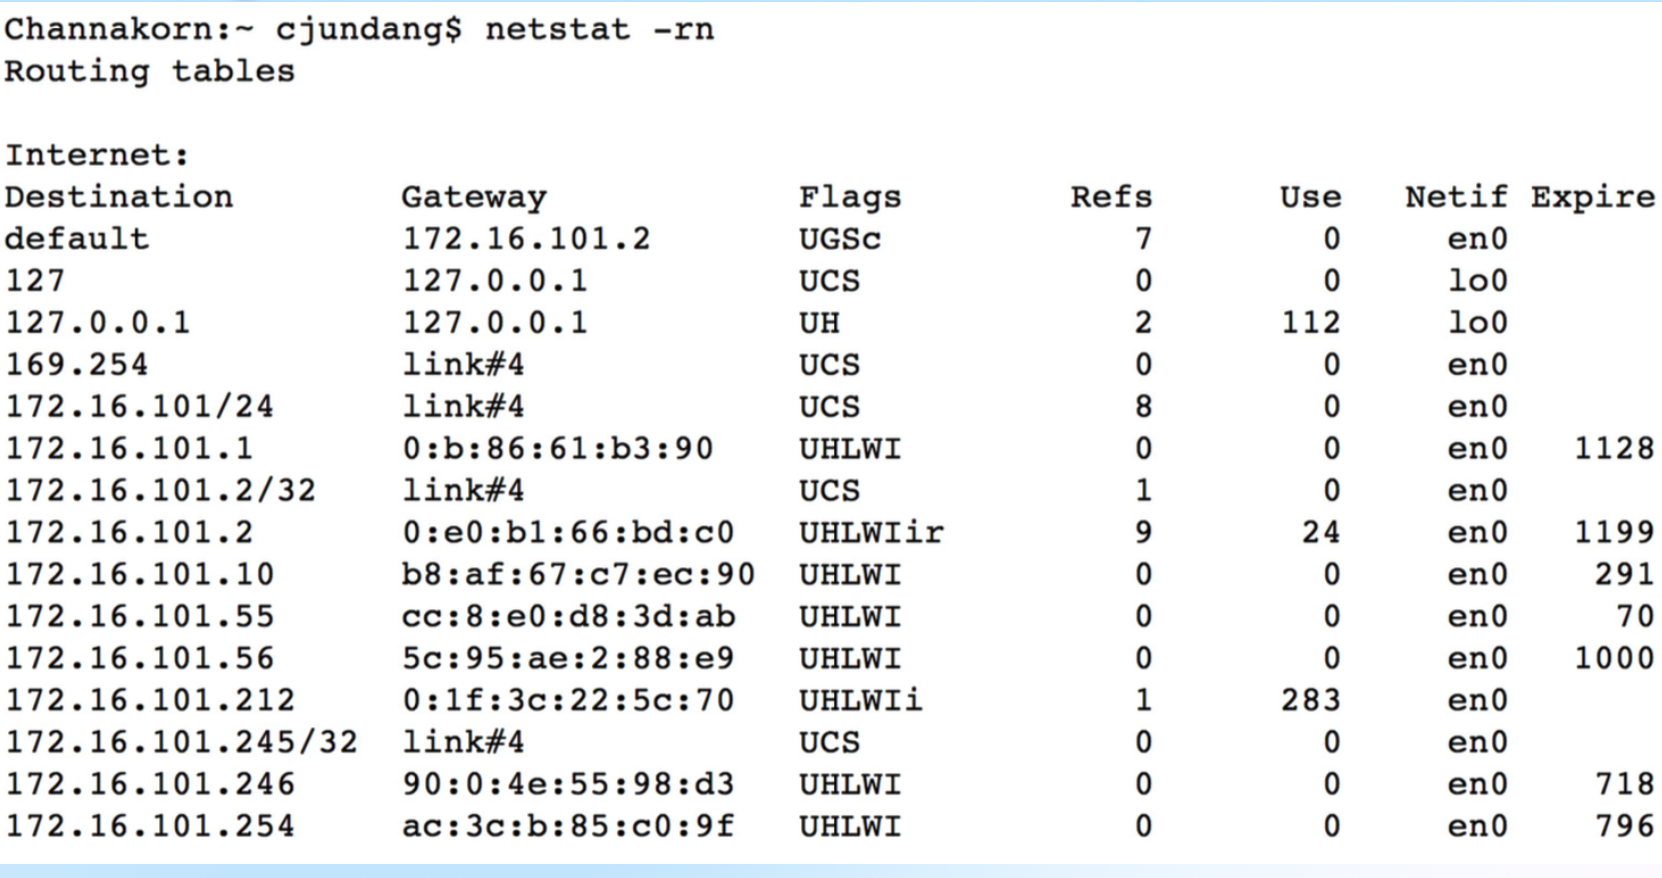 Channakorn:~ cjundang$ netstat -rn
Routing tables

Internet:
Destination        Gateway            Flags        Refs      Use   Netif Expire
default            172.16.101.2       UGSc            7        0     en0
127                127.0.0.1          UCS             0        0     lo0
127.0.0.1          127.0.0.1          UH              2      112     lo0
169.254            link#4             UCS             0        0     en0
172.16.101/24      link#4             UCS             8        0     en0
172.16.101.1       0:b:86:61:b3:90    UHLWI           0        0     en0   1128
172.16.101.2/32    link#4             UCS             1        0     en0
172.16.101.2       0:e0:b1:66:bd:c0   UHLWIir         9       24     en0   1199
172.16.101.10      b8:af:67:c7:ec:90  UHLWI           0        0     en0    291
172.16.101.55      cc:8:e0:d8:3d:ab   UHLWI           0        0     en0     70
172.16.101.56      5c:95:ae:2:88:e9   UHLWI           0        0     en0   1000
172.16.101.212     0:1f:3c:22:5c:70   UHLWIi          1      283     en0
172.16.101.245/32  link#4             UCS             0        0     en0
172.16.101.246     90:0:4e:55:98:d3   UHLWI           0        0     en0    718
172.16.101.254     ac:3c:b:85:c0:9f   UHLWI           0        0     en0    796